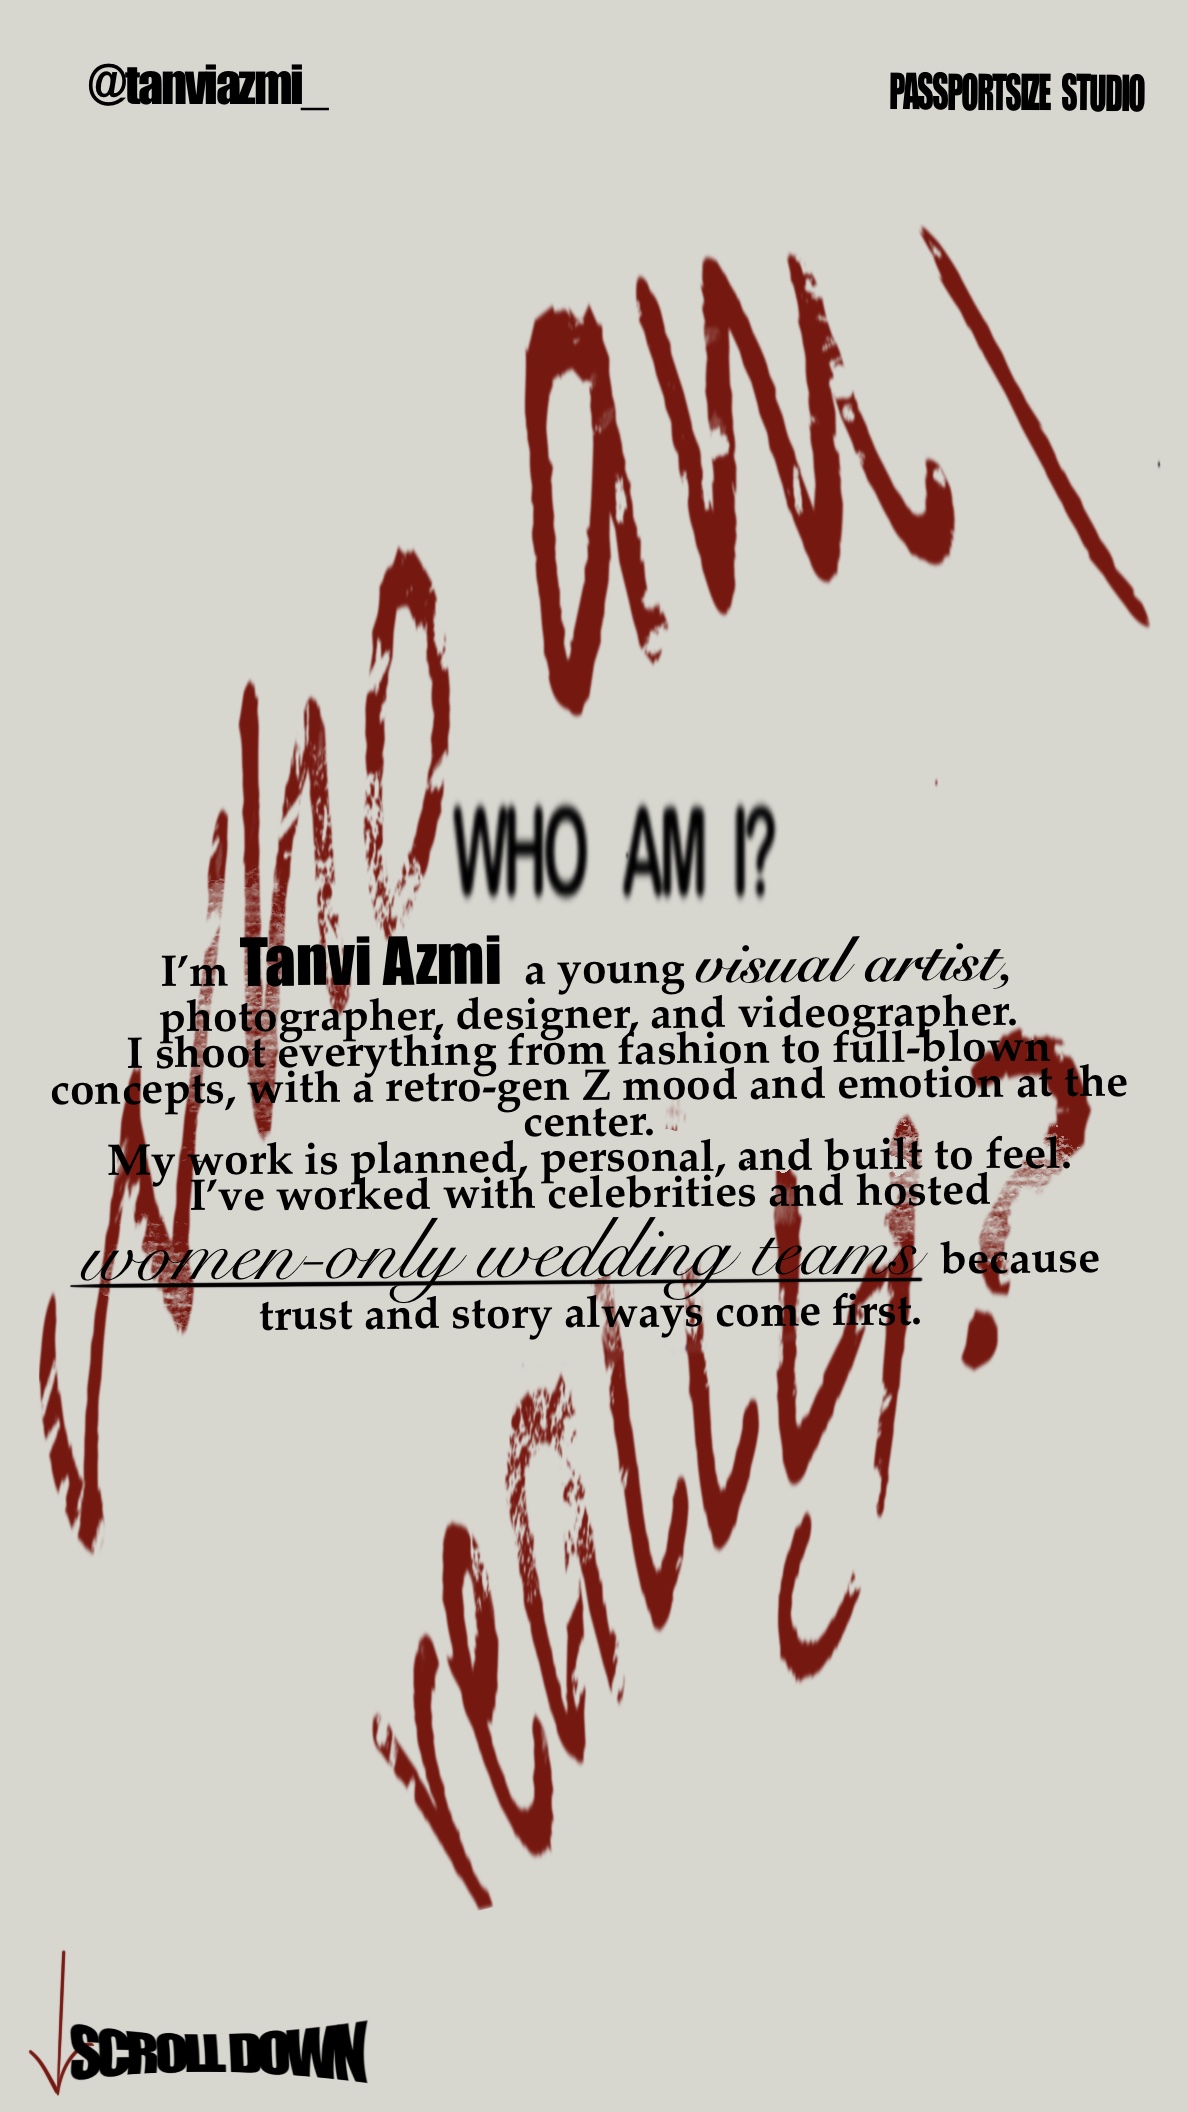 @tanviazmi_
PASSPORTSIZE STUDIO
who am I
really?
WHO AM I?
I’m Tanvi Azmi a young visual artist,
photographer, designer, and videographer.
I shoot everything from fashion to full-blown
concepts, with a retro-gen Z mood and emotion at the
center.
My work is planned, personal, and built to feel.
I’ve worked with celebrities and hosted
women-only wedding teams because
trust and story always come first.
SCROLL DOWN